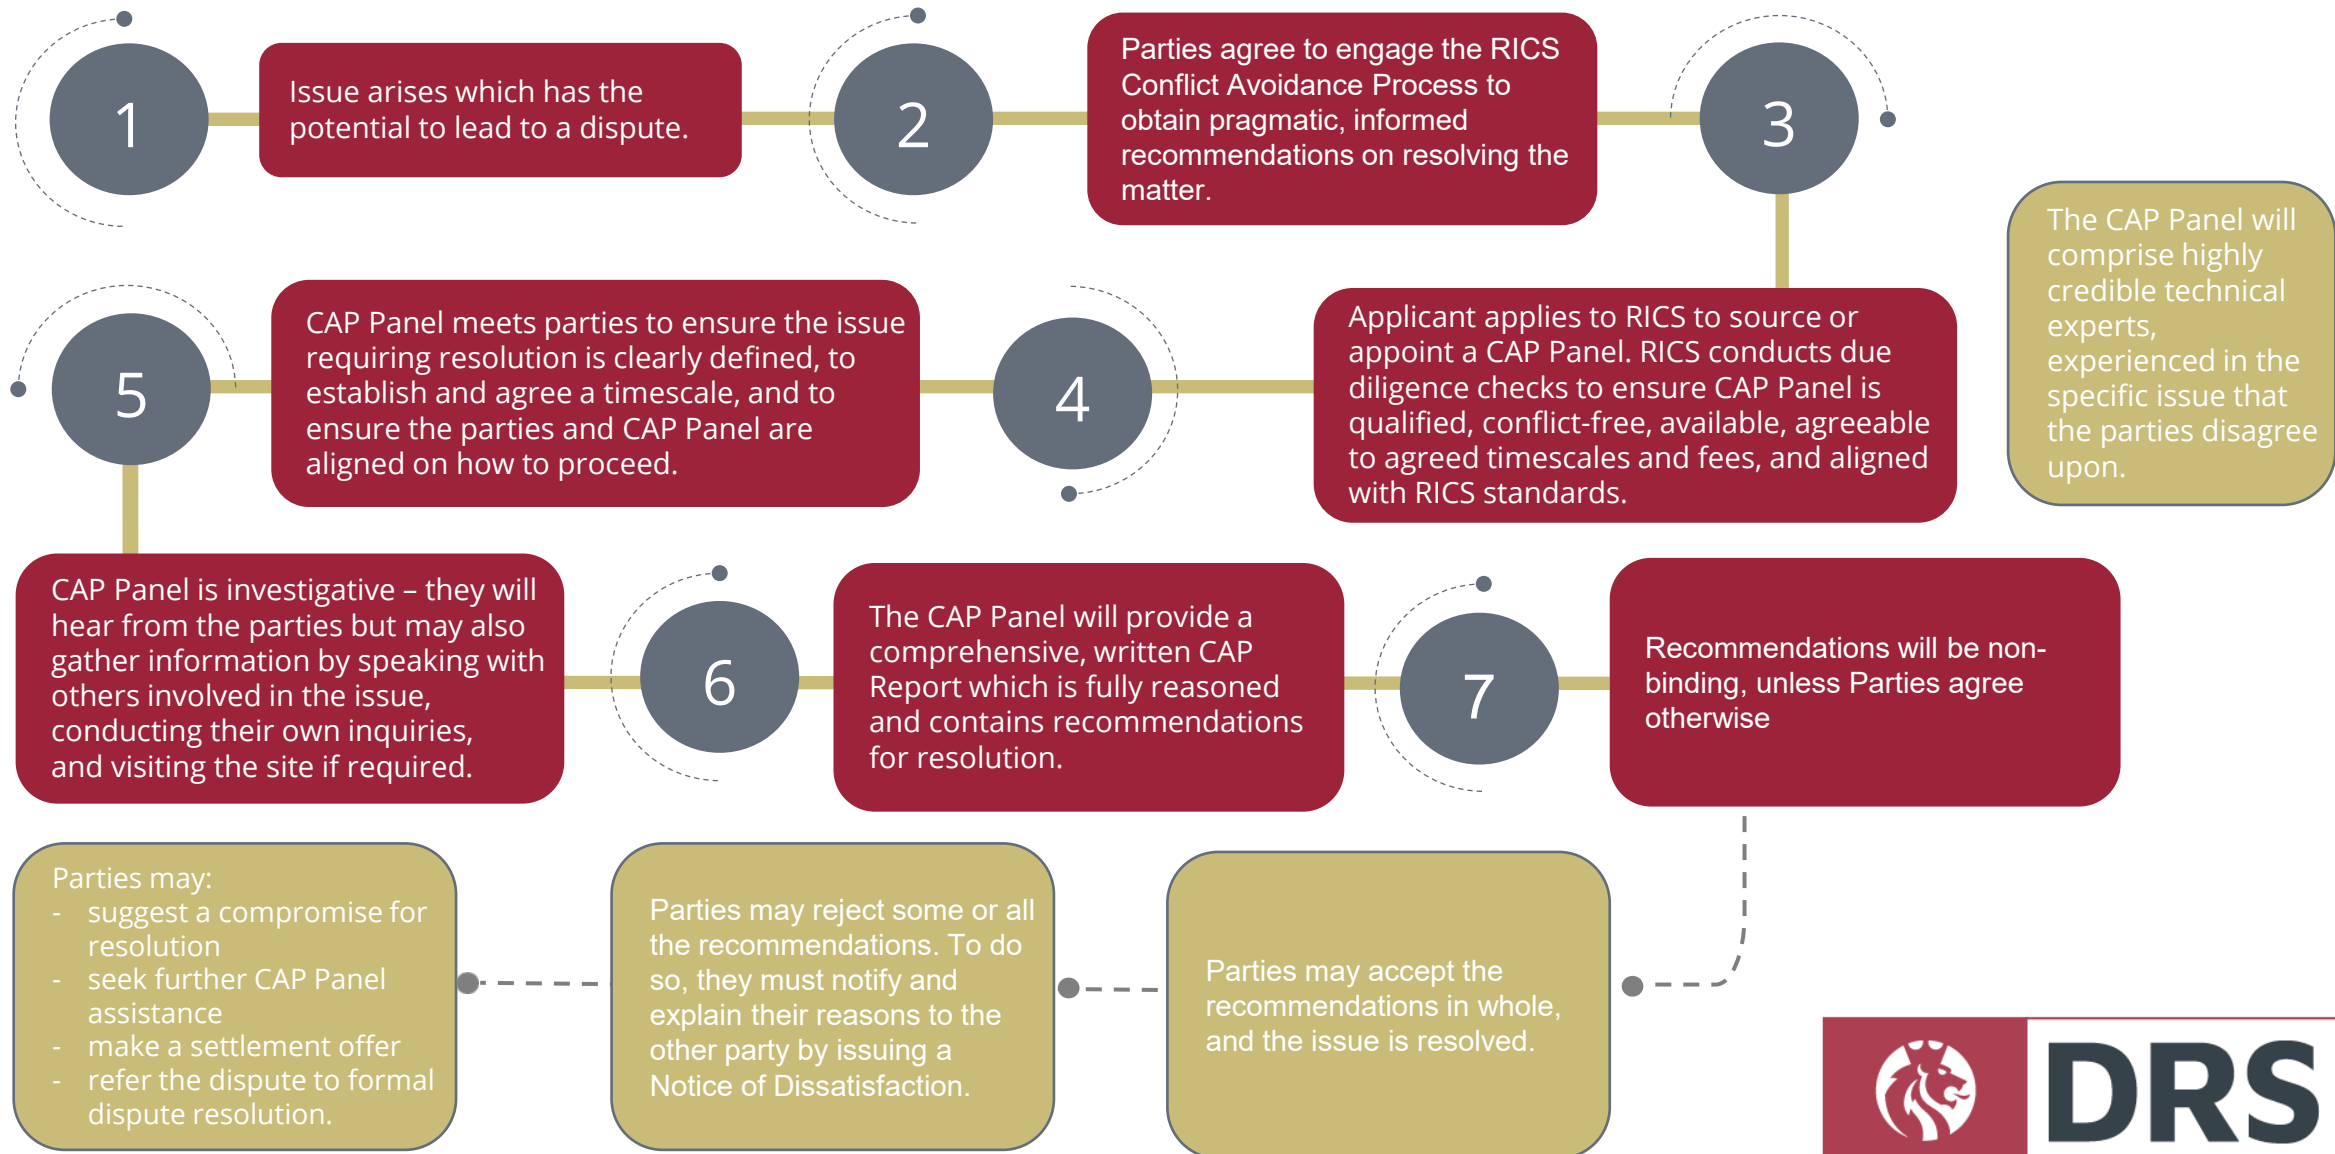 1
Issue arises which has the
potential to lead to a dispute.
2
Parties agree to engage the RICS
Conflict Avoidance Process to
obtain pragmatic, informed
recommendations on resolving the
matter.
3
Applicant applies to RICS to source or
appoint a CAP Panel. RICS conducts due
diligence checks to ensure CAP Panel is
qualified, conflict-free, available, agreeable
to agreed timescales and fees, and aligned
with RICS standards.
The CAP Panel will
comprise highly
credible technical
experts,
experienced in the
specific issue that
the parties disagree
upon.
4
CAP Panel meets parties to ensure the issue
requiring resolution is clearly defined, to
establish and agree a timescale, and to
ensure the parties and CAP Panel are
aligned on how to proceed.
5
CAP Panel is investigative – they will
hear from the parties but may also
gather information by speaking with
others involved in the issue,
conducting their own inquiries,
and visiting the site if required.
6
The CAP Panel will provide a
comprehensive, written CAP
Report which is fully reasoned
and contains recommendations
for resolution.
7
Recommendations will be non-
binding, unless Parties agree
otherwise
Parties may accept the
recommendations in whole,
and the issue is resolved.
Parties may reject some or all
the recommendations. To do
so, they must notify and
explain their reasons to the
other party by issuing a
Notice of Dissatisfaction.
Parties may:
- suggest a compromise for
resolution
- seek further CAP Panel
assistance
- make a settlement offer
- refer the dispute to formal
dispute resolution.
DRS